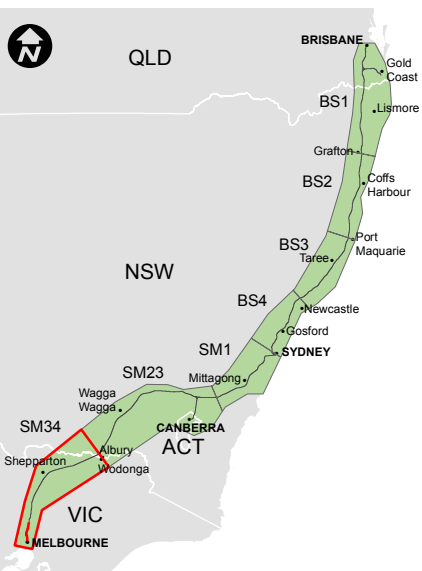 N
BRISBANE
QLD
Gold
Coast
BS1
Lismore
Grafton
BS2
Coffs
Harbour
Port
Maquarie
BS3
Taree
NSW
BS4
Newcastle
Gosford
SM1
SYDNEY
Mittagong
SM23
Wagga
Wagga
SM34
CANBERRA
ACT
Albury
Shepparton
Wodonga
VIC
MELBOURNE